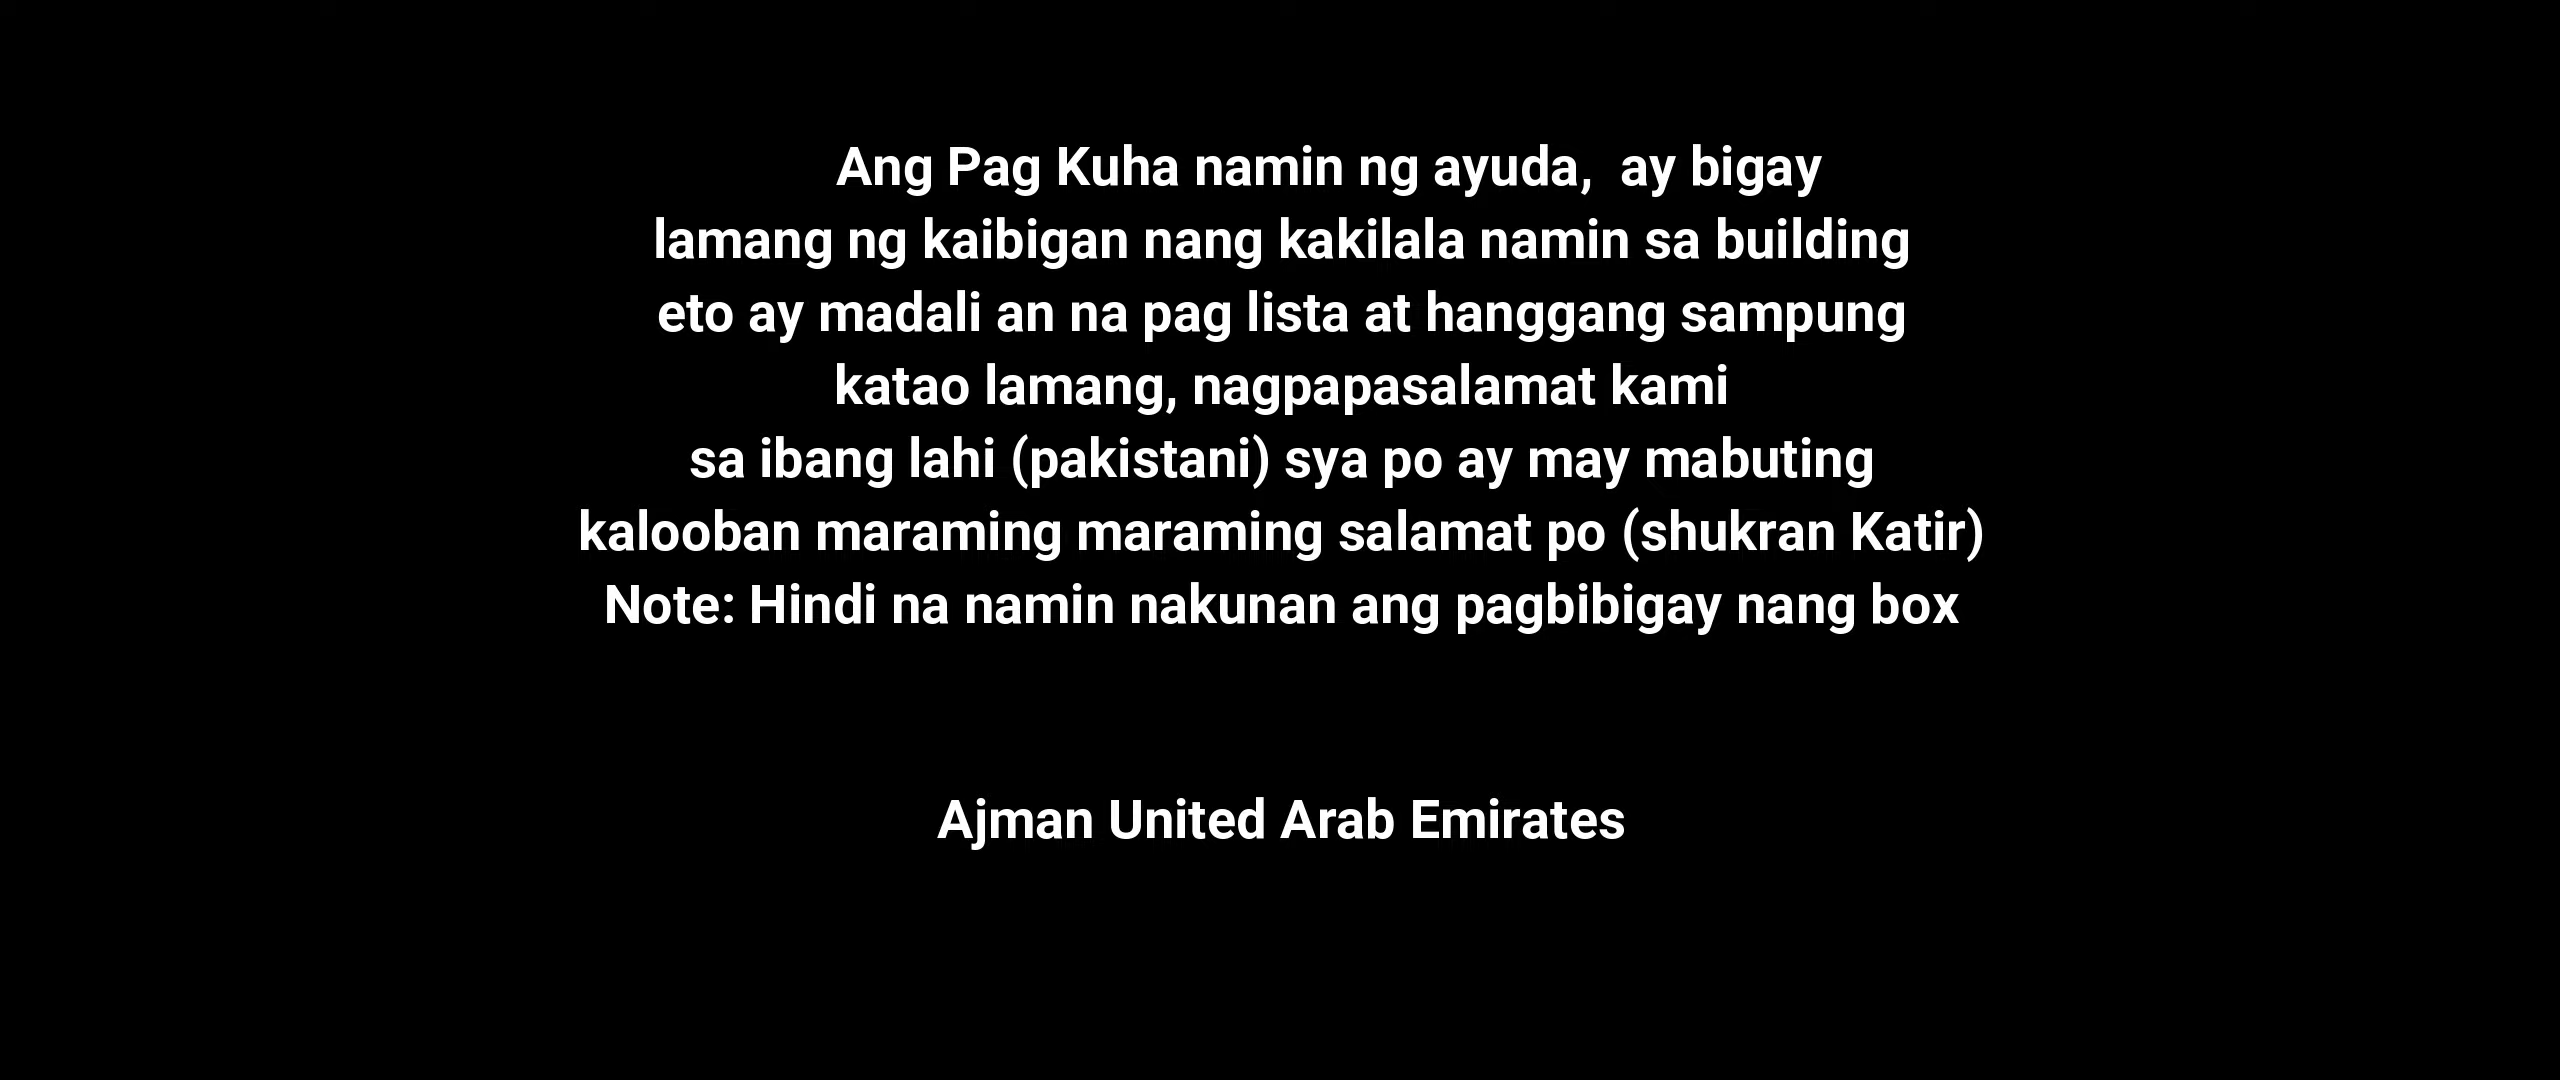 Ang Pag Kuha namin ng ayuda,  ay bigay
lamang ng kaibigan nang kakilala namin sa building
eto ay madali an na pag lista at hanggang sampung
katao lamang, nagpapasalamat kami
sa ibang lahi (pakistani) sya po ay may mabuting
kalooban maraming maraming salamat po (shukran Katir)
Note: Hindi na namin nakunan ang pagbibigay nang box
Ajman United Arab Emirates